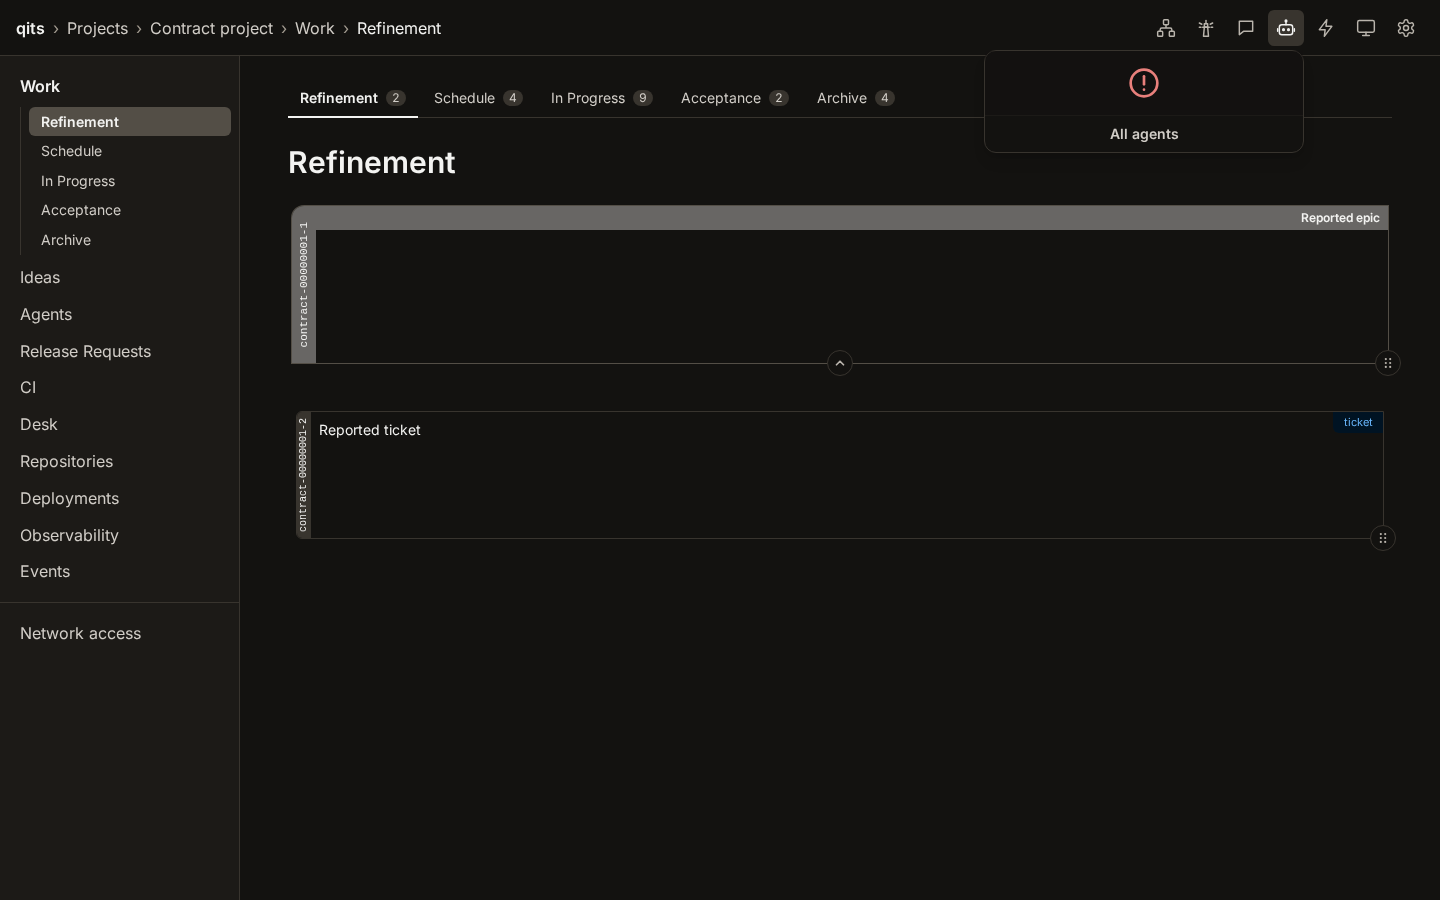 qits › Projects › Contract project › Work › Refinement
Work
Refinement
Schedule
In Progress
Acceptance
Archive
Ideas
Agents
Release Requests
CI
Desk
Repositories
Deployments
Observability
Events
Network access
Refinement 2 Schedule 4 In Progress 9 Acceptance 2 Archive 4
All agents
Refinement
Reported epic
contract-00000001-1
contract-00000001-2
Reported ticket
ticket